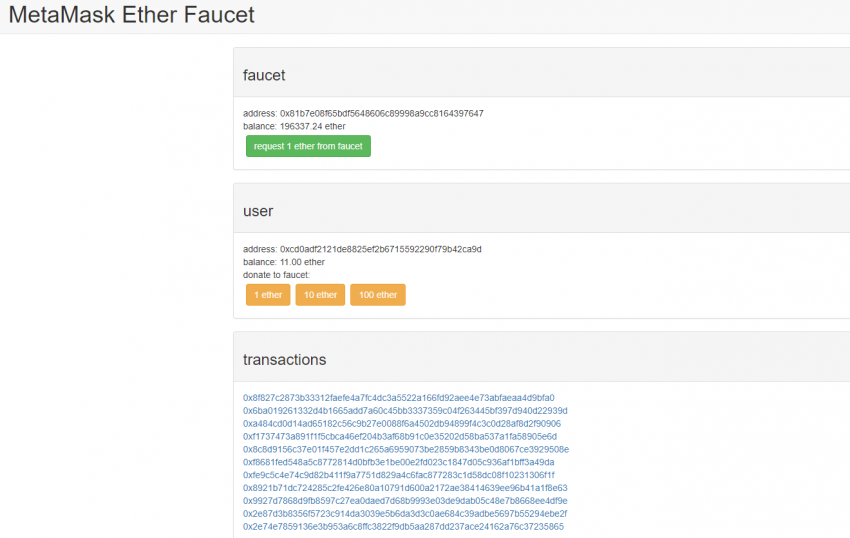 MetaMask Ether Faucet
faucet
address: 0x81b7e08f65bdf5648606c89998a9cc8164397647
balance: 196337.24 ether
request 1 ether from faucet
user
address: 0xcd0adf2121de8825ef2b6715592290f79b42ca9d
balance: 11.00 ether
donate to faucet:
1 ether 10 ether 100 ether
transactions
0x8f827c2873b33312faefe4a7fc4dc3a5522a166fd92aee4e73abfaeaa4d9bfa0
0x6ba019261332d4b1665add7a60c45bb3337359c04f263445bf397d940d22939d
0xa484cd0d14ad65182c56c9b27e0088f6a4502db94899f4c3c0d28af8d2f90906
0xf1737473a891f1f5cbca46ef204b3af68b91c0e35202d58ba537a1fa58905e6d
0x8c8d9156c37e01f457e2dd1c265a6959073be2859b8343be0d8067ce3929508e
0xf8681fed548a5c8772814d0bfb3e1be00e2fd023c1847d05c936af1bff3a49da
0xfe9c5c4e74c9d82b411f9a7751d829a4c6fac877283c1d58dc08f10231306f1f
0x8921b71dc724285c2fe426e80a10791d600a2172ae38414639ee96b41a1f8e63
0x9927d7868d9fb8597c27ea0daed7d68b9993e03de9dab05c48e7b8668ee4df9e
0x2e87d3b8356f5723c914da3039e5b6da3d3c0ae684c39adbe5697b55294ebe2f
0x2e74e7859136e3b953a6c8ffc3822f9db5aa287dd237ace24162a76c37235865